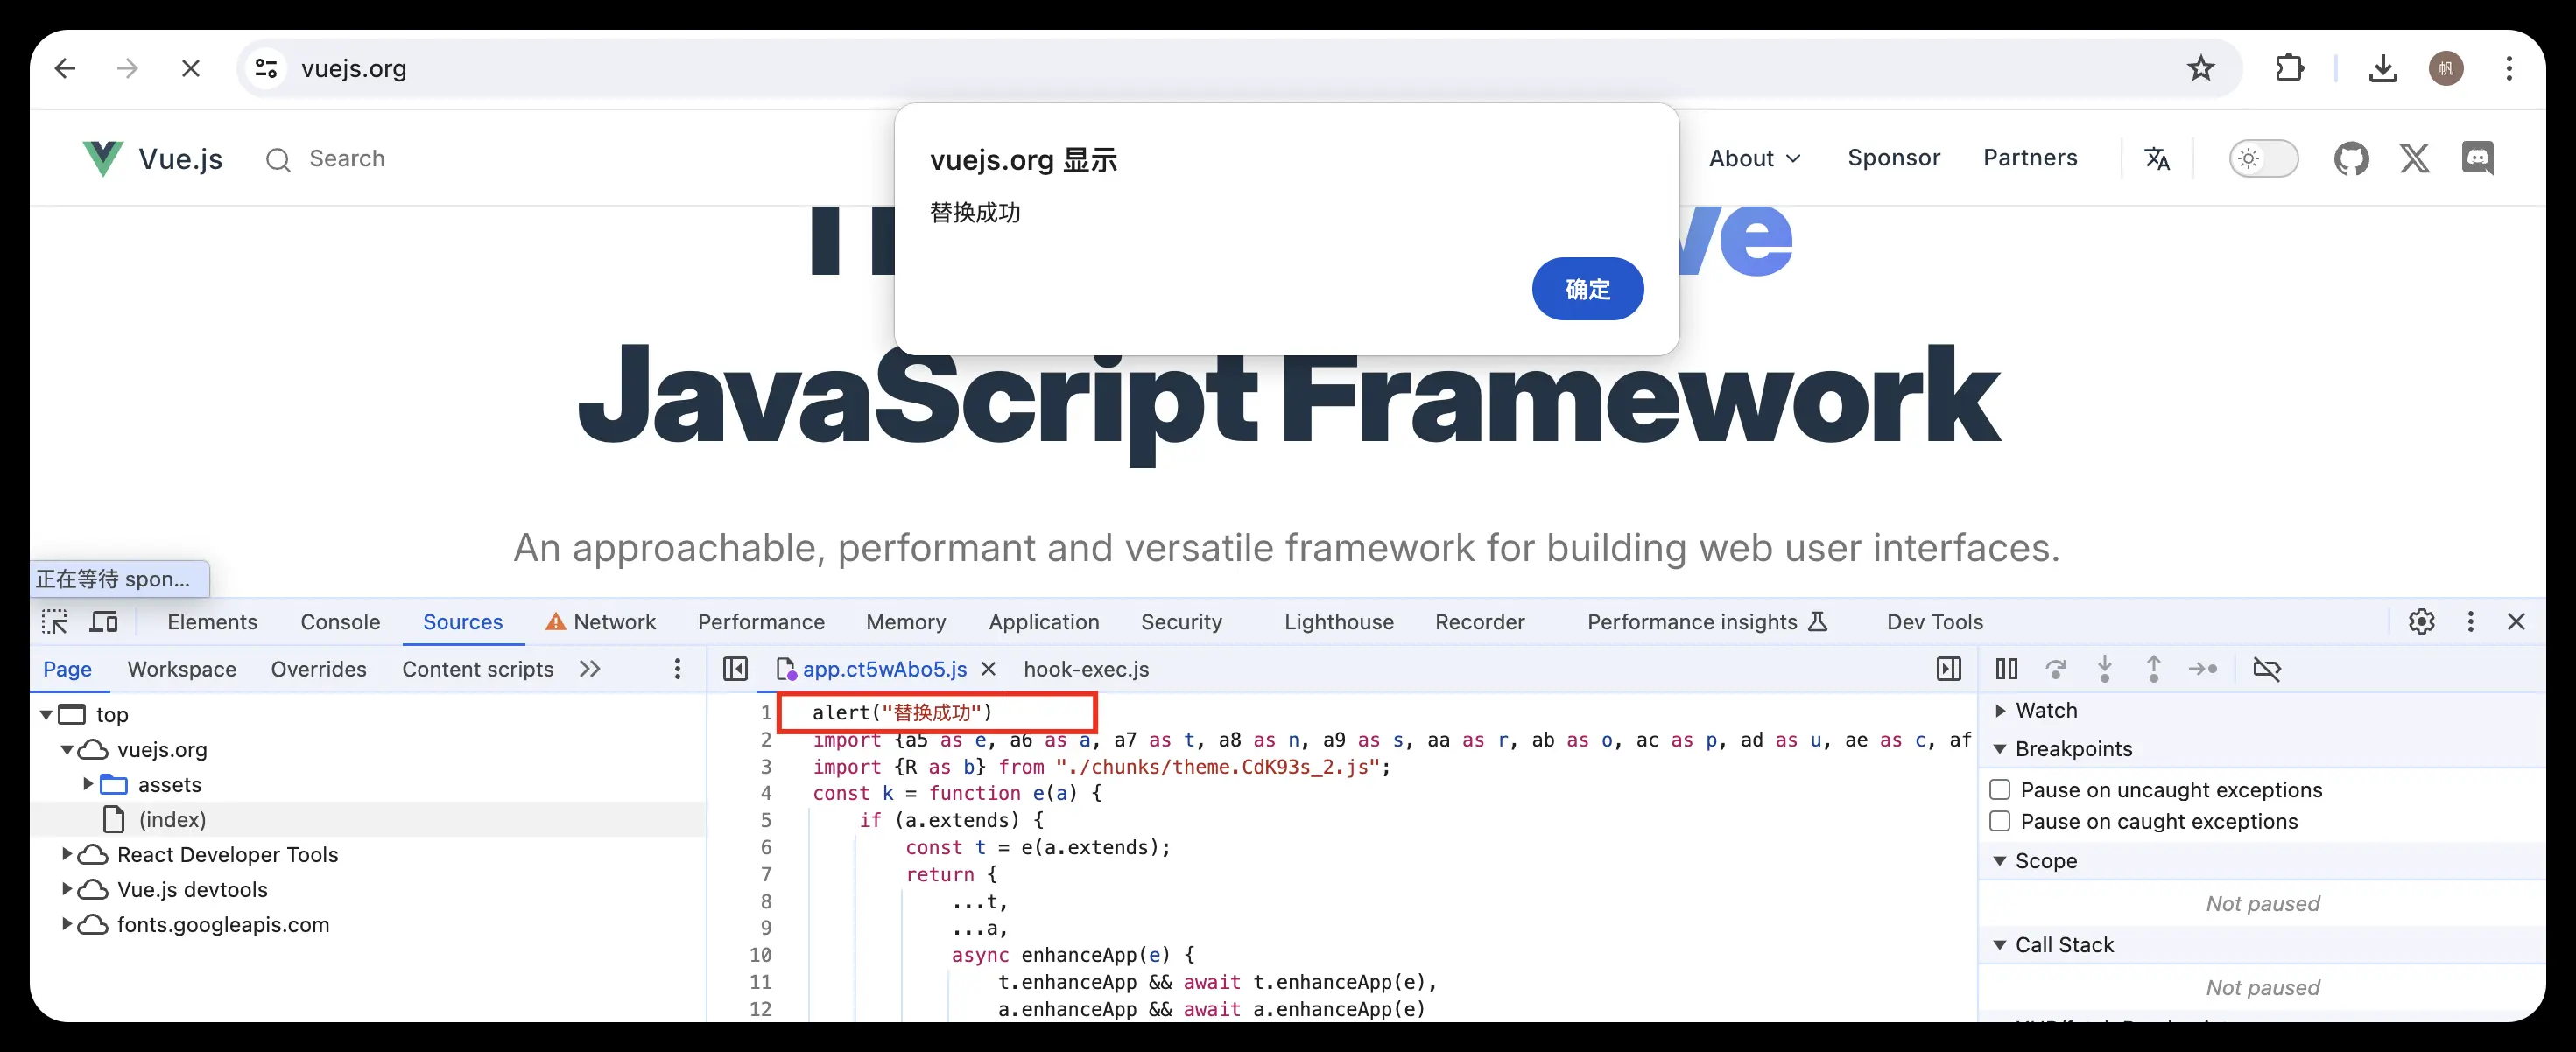 vuejs.org
帆
Vue.js
Search
About
Sponsor
Partners
vuejs.org 显示
替换成功
确定
ve
JavaScript Framework
An approachable, performant and versatile framework for building web user interfaces.
正在等待 spon...
Elements Console Sources Network Performance Memory Application Security Lighthouse Recorder Performance insights Dev Tools
Page Workspace Overrides Content scripts
app.ct5wAbo5.js
hook-exec.js
top
vuejs.org
assets
(index)
React Developer Tools
Vue.js devtools
fonts.googleapis.com
1 alert("替换成功")
2 import {a5 as e, a6 as a, a7 as t, a8 as n, a9 as s, aa as r, ab as o, ac as p, ad as u, ae as c, af
3 import {R as b} from "./chunks/theme.CdK93s_2.js";
4 const k = function e(a) {
5 if (a.extends) {
6 const t = e(a.extends);
7 return {
8 ...t,
9 ...a,
10 async enhanceApp(e) {
11 t.enhanceApp && await t.enhanceApp(e),
12 a.enhanceApp && await a.enhanceApp(e)
Watch
Breakpoints
Pause on uncaught exceptions
Pause on caught exceptions
Scope
Not paused
Call Stack
Not paused